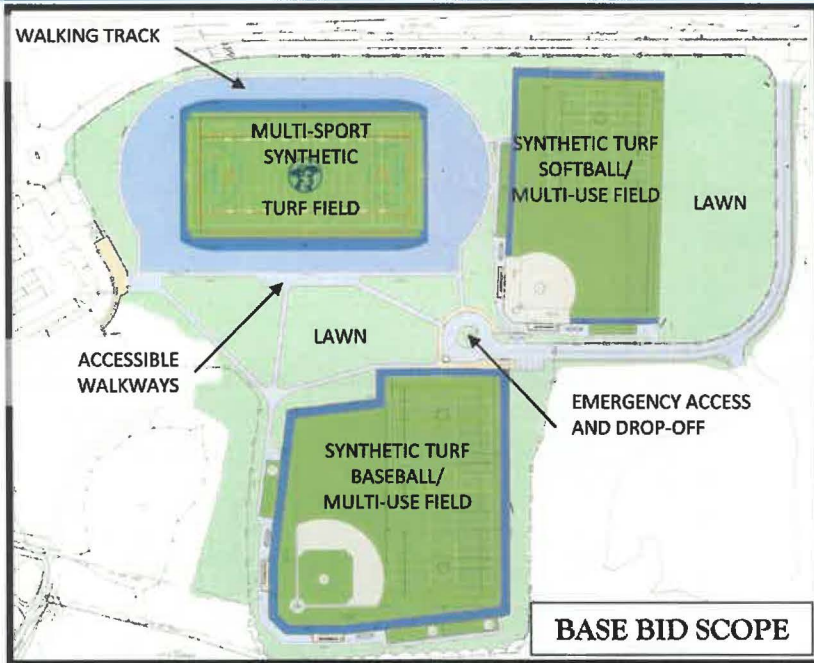 WALKING TRACK
MULTI-SPORT
SYNTHETIC
TURF FIELD
SYNTHETIC TURF
SOFTBALL/
MULTI-USE FIELD
LAWN
LAWN
ACCESSIBLE
WALKWAYS
EMERGENCY ACCESS
AND DROP-OFF
SYNTHETIC TURF
BASEBALL/
MULTI-USE FIELD
BASE BID SCOPE